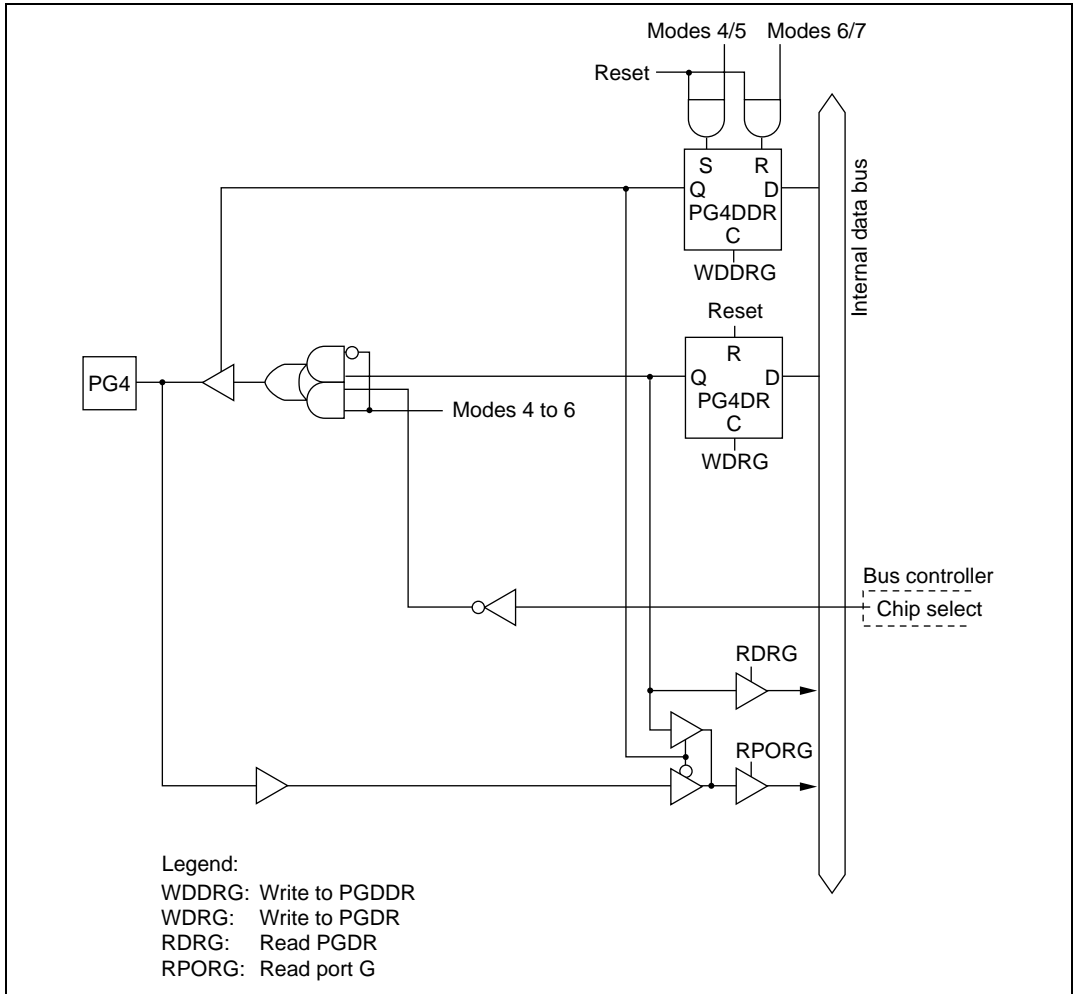 Modes 4/5 Modes 6/7
Reset
S R
Q D
PG4DDR
C
WDDRG
Internal data bus
Reset
R
PG4
Q D
PG4DR
C
Modes 4 to 6
WDRG
Bus controller
Chip select
RDRG
RPORG
Legend:
WDDRG: Write to PGDDR
WDRG: Write to PGDR
RDRG: Read PGDR
RPORG: Read port G